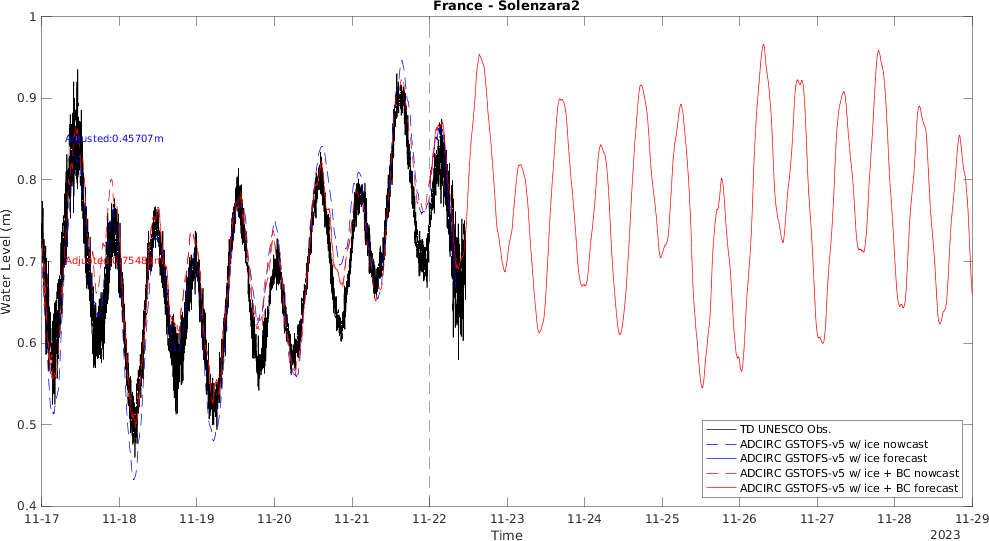 France - Solenzara2
Water Level (m)
1
0.9
0.8
0.7
0.6
0.5
0.4
Adjusted:0.45707m
Adjusted:
11-17
11-18
11-19
11-20
11-21
11-22
11-23
11-24
11-25
11-26
11-27
11-28
11-29
Time
2023
TD UNESCO Obs.
ADCIRC GSTOFS-v5 w/ ice nowcast
ADCIRC GSTOFS-v5 w/ ice forecast
ADCIRC GSTOFS-v5 w/ ice + BC nowcast
ADCIRC GSTOFS-v5 w/ ice + BC forecast